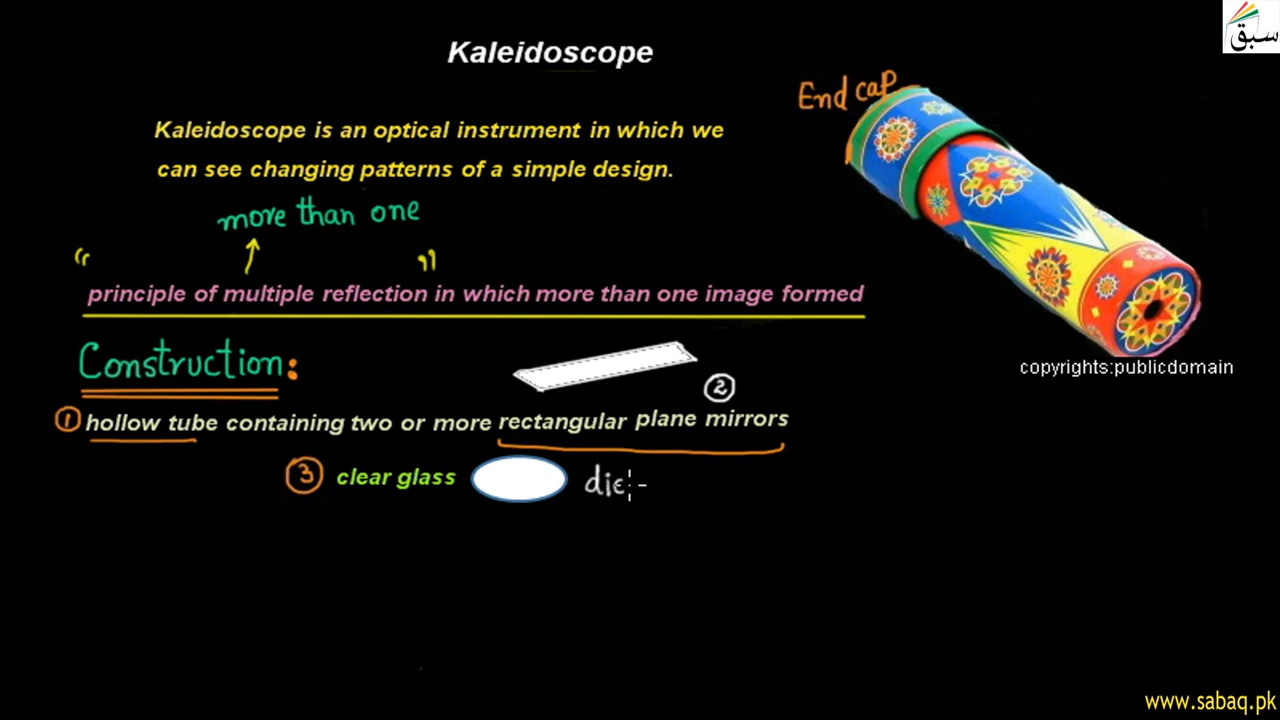 سبق
Kaleidoscope
End cap
Kaleidoscope is an optical instrument in which we
can see changing patterns of a simple design.
more than one
“ ”
principle of multiple reflection in which more than one image formed
copyrights:publicdomain
Construction:
② 
① hollow tube containing two or more rectangular plane mirrors
③ clear glass
www.sabaq.pk